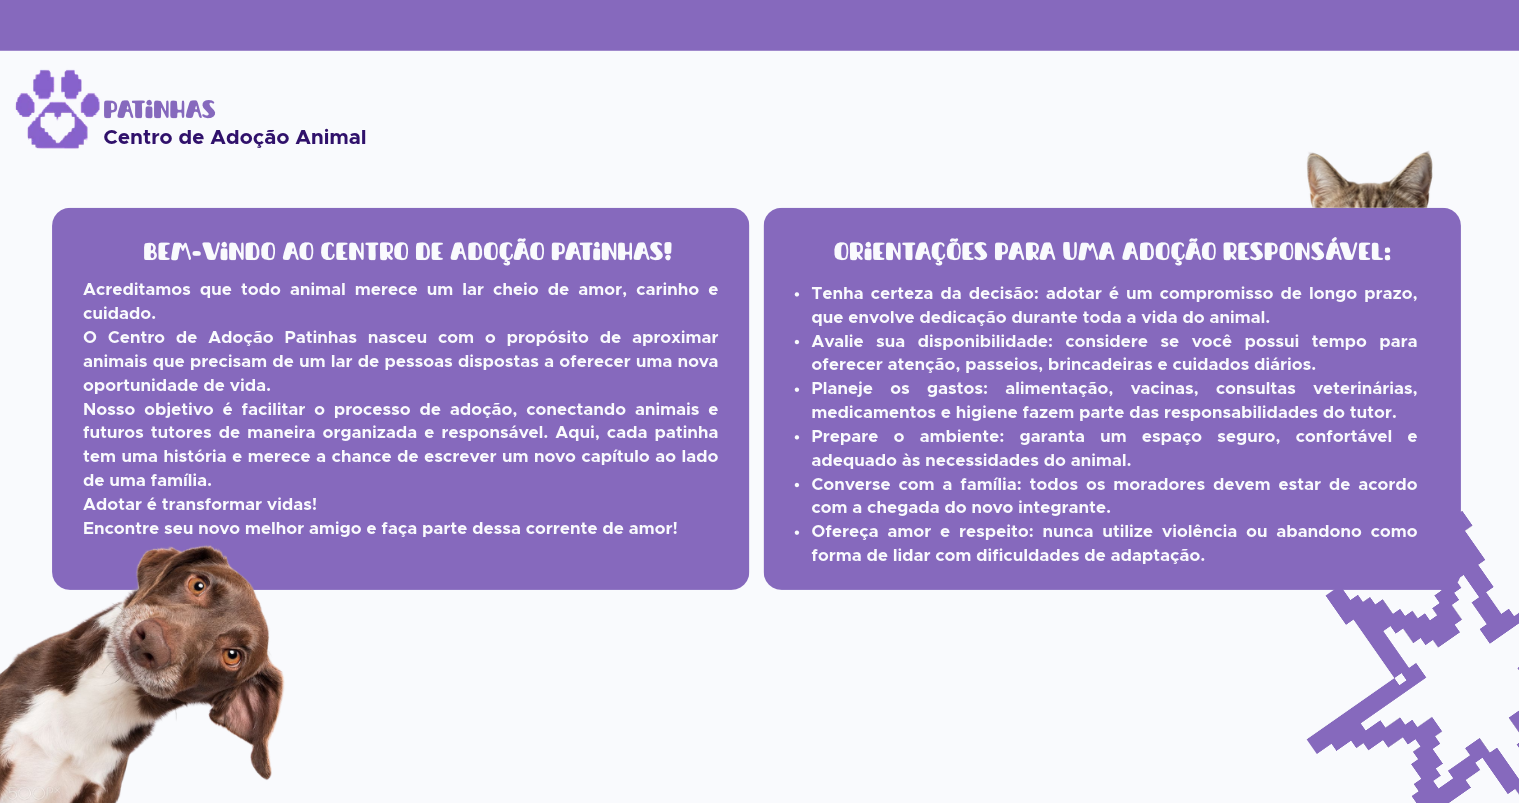 PATINHAS
Centro de Adoção Animal
BEM-VINDO AO CENTRO DE ADOÇÃO PATINHAS!
Acreditamos que todo animal merece um lar cheio de amor, carinho e
cuidado.
O Centro de Adoção Patinhas nasceu com o propósito de aproximar
animais que precisam de um lar de pessoas dispostas a oferecer uma nova
oportunidade de vida.
Nosso objetivo é facilitar o processo de adoção, conectando animais e
futuros tutores de maneira organizada e responsável. Aqui, cada patinha
tem uma história e merece a chance de escrever um novo capítulo ao lado
de uma família.
Adotar é transformar vidas!
Encontre seu novo melhor amigo e faça parte dessa corrente de amor!
ORIENTAÇÕES PARA UMA ADOÇÃO RESPONSÁVEL:
• Tenha certeza da decisão: adotar é um compromisso de longo prazo,
que envolve dedicação durante toda a vida do animal.
• Avalie sua disponibilidade: considere se você possui tempo para
oferecer atenção, passeios, brincadeiras e cuidados diários.
• Planeje os gastos: alimentação, vacinas, consultas veterinárias,
medicamentos e higiene fazem parte das responsabilidades do tutor.
• Prepare o ambiente: garanta um espaço seguro, confortável e
adequado às necessidades do animal.
• Converse com a família: todos os moradores devem estar de acordo
com a chegada do novo integrante.
• Ofereça amor e respeito: nunca utilize violência ou abandono como
forma de lidar com dificuldades de adaptação.